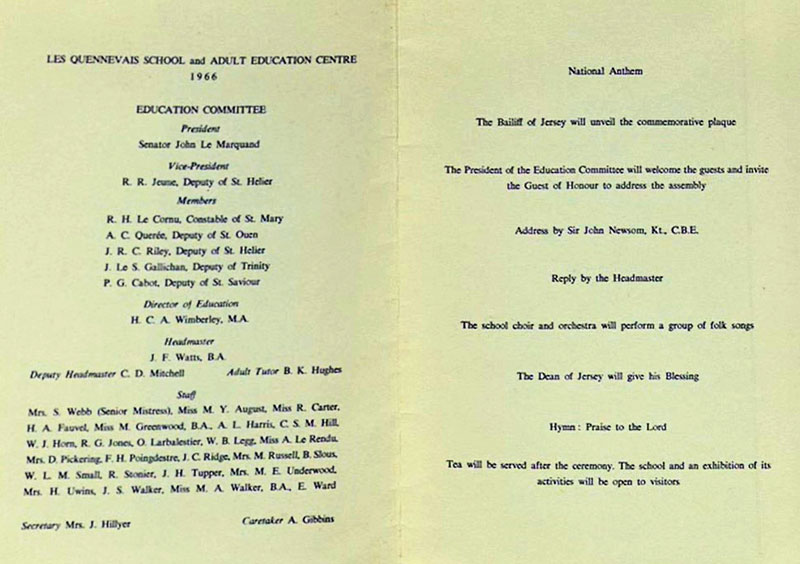 LES QUENNEVAIS SCHOOL and ADULT EDUCATION CENTRE
1966
EDUCATION COMMITTEE
President
Senator John Le Marquand
Vice-President
R. R. Jeune, Deputy of St. Helier
Members
R. H. Le Cornu, Constable of St. Mary
A. C. Querée, Deputy of St. Ouen
J. R. C. Riley, Deputy of St. Helier
J. Le S. Gallichan, Deputy of Trinity
P. G. Cabot, Deputy of St. Saviour
Director of Education
H. C. A. Wimberley, M.A.
Headmaster
J. F. Watts, B.A.
Deputy Headmaster C. D. Mitchell Adult Tutor B. K. Hughes
Staff
Mrs. S. Webb (Senior Mistress), Miss M. Y. August, Miss R. Carter,
H. A. Fauvel, Miss M. Greenwood, B.A., A. L. Harris, C. S. M. Hill,
W. J. Horn, R. G. Jones, O. Larbalestier, W. B. Legg, Miss A. Le Rendu,
Mrs. D. Pickering, F. H. Poingdestre, J. C. Ridge, Mrs. M. Russell, B. Slous,
W. L. M. Small, R. Stonier, J. H. Tupper, Mrs. M. E. Underwood,
Mrs. H. Uwins, J. S. Walker, Miss M. A. Walker, B.A., E. Ward
Secretary Mrs. J. Hillyer Caretaker A. Gibbins
National Anthem
The Bailiff of Jersey will unveil the commemorative plaque
The President of the Education Committee will welcome the guests and invite
the Guest of Honour to address the assembly
Address by Sir John Newsom, Kt., C.B.E.
Reply by the Headmaster
The school choir and orchestra will perform a group of folk songs
The Dean of Jersey will give his Blessing
Hymn : Praise to the Lord
Tea will be served after the ceremony. The school and an exhibition of its
activities will be open to visitors